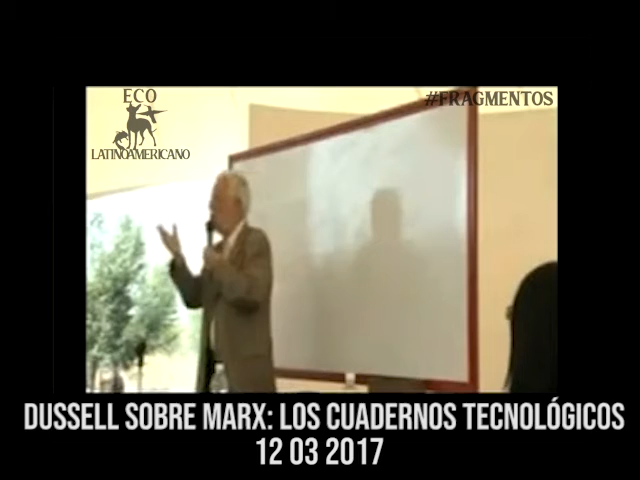 ECO
LATINOAMERICANO
#FRAGMENTOS
DUSSELL SOBRE MARX: LOS CUADERNOS TECNOLÓGICOS
12 03 2017